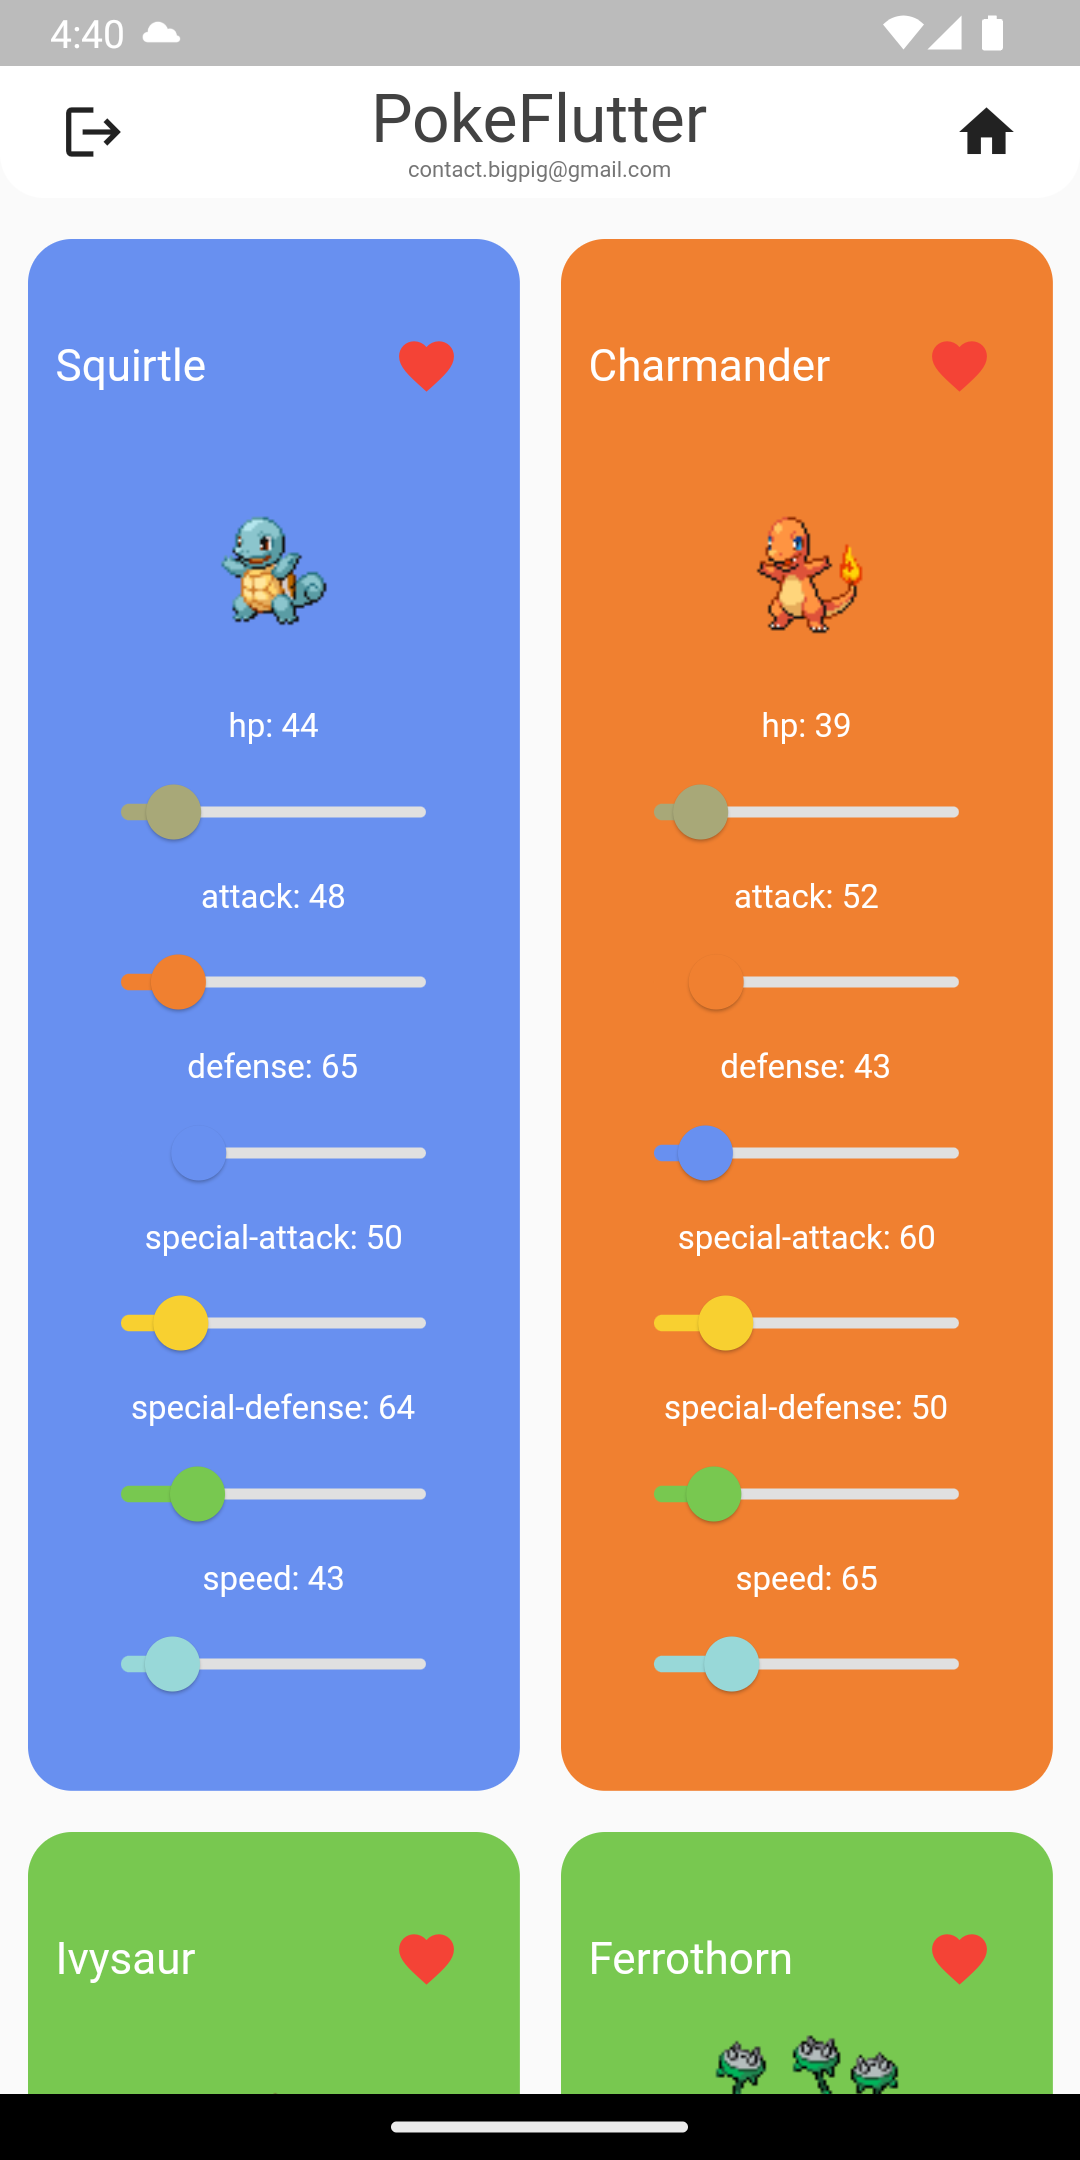 4:40
PokeFlutter
contact.bigpig@gmail.com
Squirtle
hp: 44
attack: 48
defense: 65
special-attack: 50
special-defense: 64
speed: 43
Charmander
hp: 39
attack: 52
defense: 43
special-attack: 60
special-defense: 50
speed: 65
Ivysaur
Ferrothorn